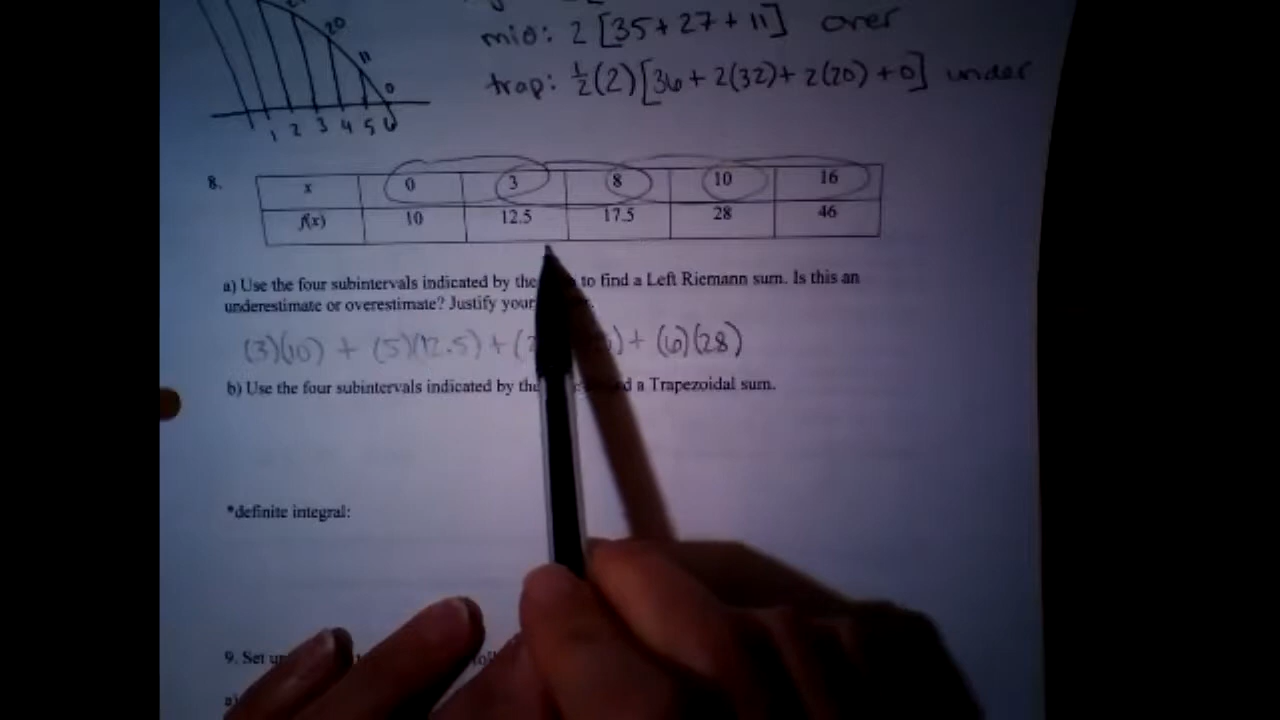 20
11
0
1 2 3 4 5 6
mid: 2 [35 + 27 + 11] over
trap: ½(2)[36 + 2(32) + 2(20) + 0] under
8.
x 0 3 8 10 16
f(x) 10 12.5 17.5 28 46
a) Use the four subintervals indicated by the to find a Left Riemann sum. Is this an
underestimate or overestimate? Justify your
(3)(10) + (5)(12.5) + ( ) + (6)(28)
b) Use the four subintervals indicated by the a Trapezoidal sum.
*definite integral:
9. Set
a)